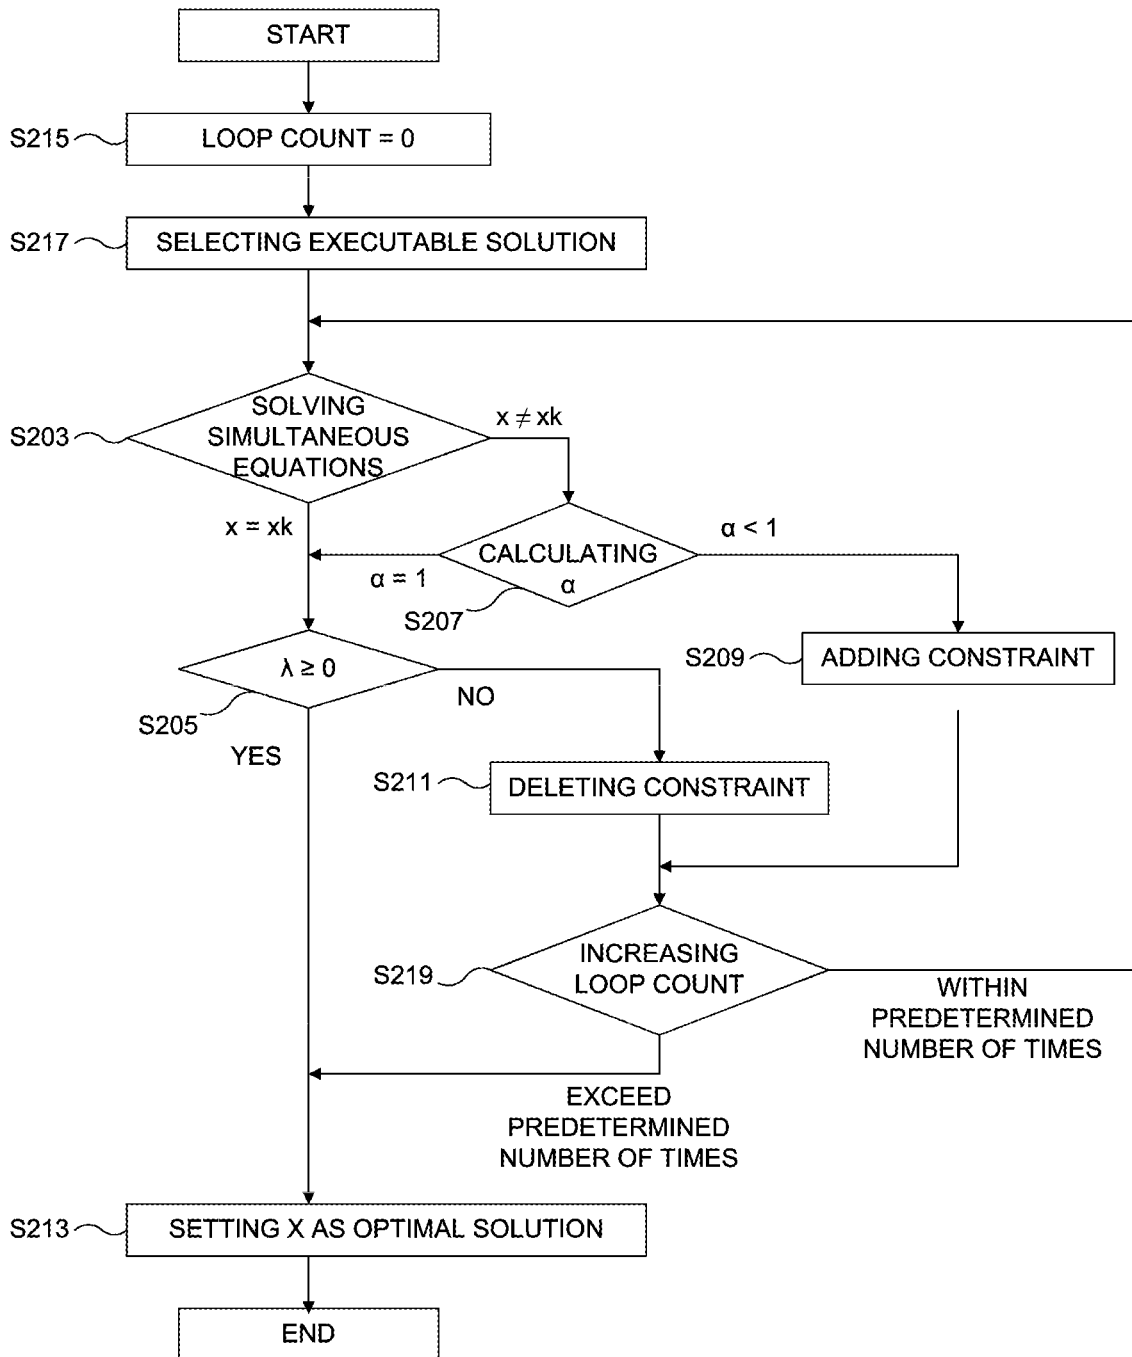 START
S215
LOOP COUNT = 0
S217
SELECTING EXECUTABLE SOLUTION
S203
SOLVING
SIMULTANEOUS
EQUATIONS
x ≠ xk
x = xk
CALCULATING
α
α < 1
α = 1
S207
S209
ADDING CONSTRAINT
λ ≥ 0
NO
S205
YES
S211
DELETING CONSTRAINT
S219
INCREASING
LOOP COUNT
WITHIN
PREDETERMINED
NUMBER OF TIMES
EXCEED
PREDETERMINED
NUMBER OF TIMES
S213
SETTING X AS OPTIMAL SOLUTION
END